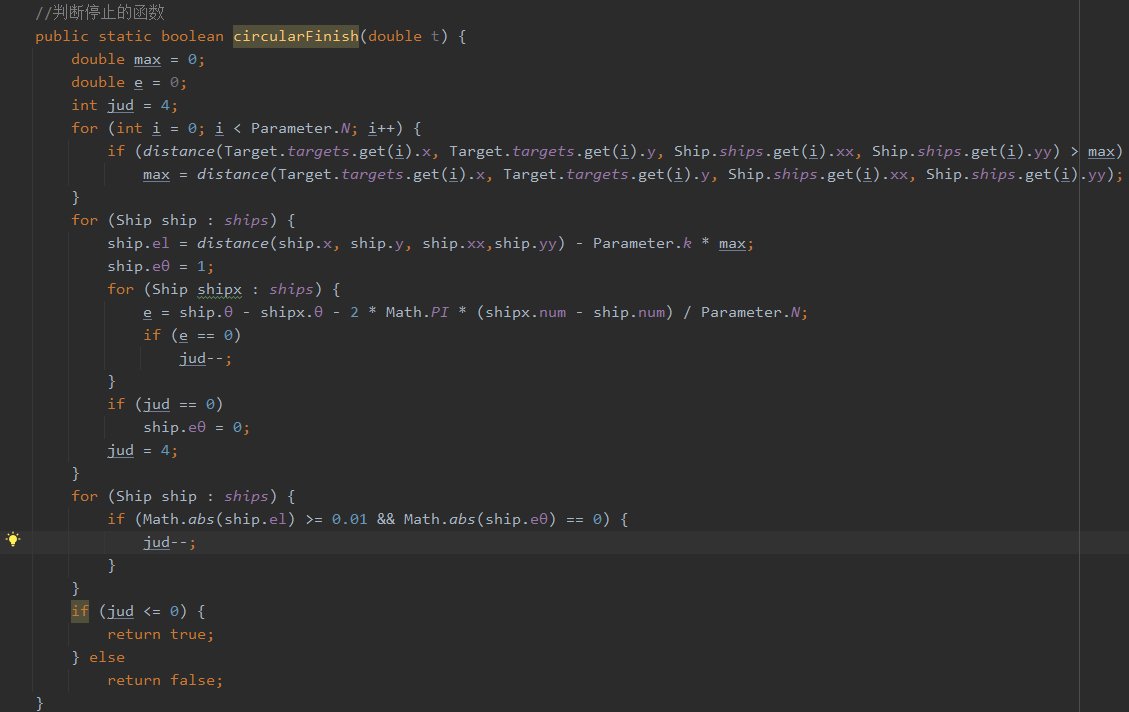 //判断停止的函数
public static boolean circularFinish(double t) {
double max = 0;
double e = 0;
int jud = 4;
for (int i = 0; i < Parameter.N; i++) {
if (distance(Target.targets.get(i).x, Target.targets.get(i).y, Ship.ships.get(i).xx, Ship.ships.get(i).yy) > max)
max = distance(Target.targets.get(i).x, Target.targets.get(i).y, Ship.ships.get(i).xx, Ship.ships.get(i).yy);
}
for (Ship ship : ships) {
ship.el = distance(ship.x, ship.y, ship.xx,ship.yy) - Parameter.k * max;
ship.eθ = 1;
for (Ship shipx : ships) {
e = ship.θ - shipx.θ - 2 * Math.PI * (shipx.num - ship.num) / Parameter.N;
if (e == 0)
jud--;
}
if (jud == 0)
ship.eθ = 0;
jud = 4;
}
for (Ship ship : ships) {
if (Math.abs(ship.el) >= 0.01 && Math.abs(ship.eθ) == 0) {
jud--;
}
}
if (jud <= 0) {
return true;
} else
return false;
}